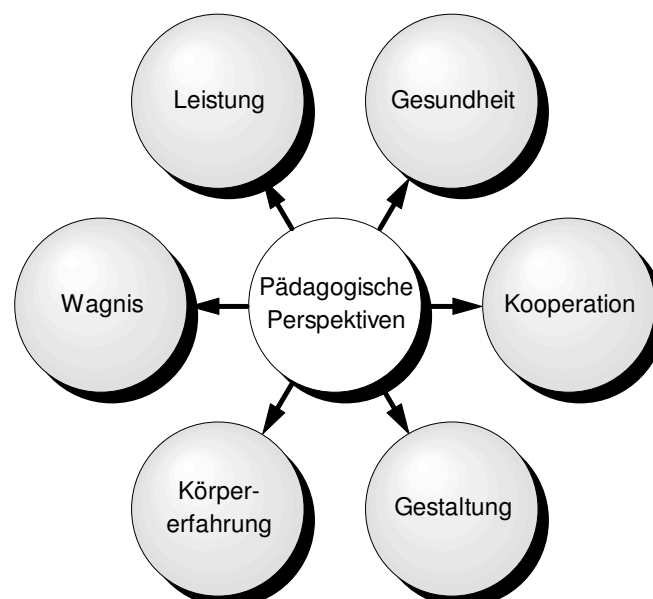 Leistung
Gesundheit
Wagnis
Pädagogische
Perspektiven
Kooperation
Körper-
erfahrung
Gestaltung